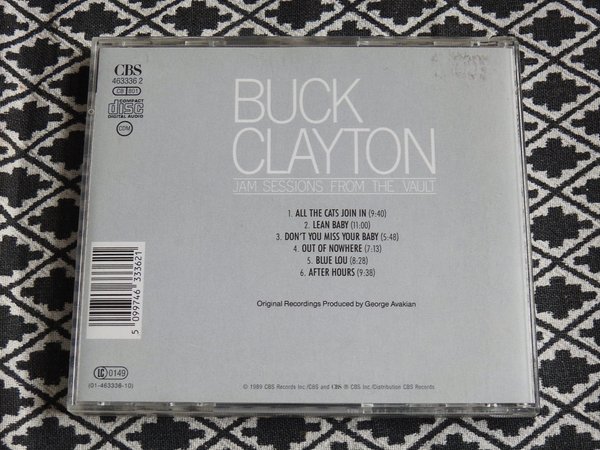 CBS
463336 2
CB 801
COMPACT
disc
DIGITAL AUDIO
CDM
BUCK
CLAYTON
JAM SESSIONS FROM THE VAULT
1. ALL THE CATS JOIN IN (9:40)
2. LEAN BABY (11:00)
3. DON'T YOU MISS YOUR BABY (5:48)
4. OUT OF NOWHERE (7:13)
5. BLUE LOU (8:28)
6. AFTER HOURS (9:38)
Original Recordings Produced by George Avakian
5 099746 333621
LC 0149
(01-463336-10)
© 1989 CBS Records Inc./CBS and CBS ® CBS Inc./Distribution CBS Records